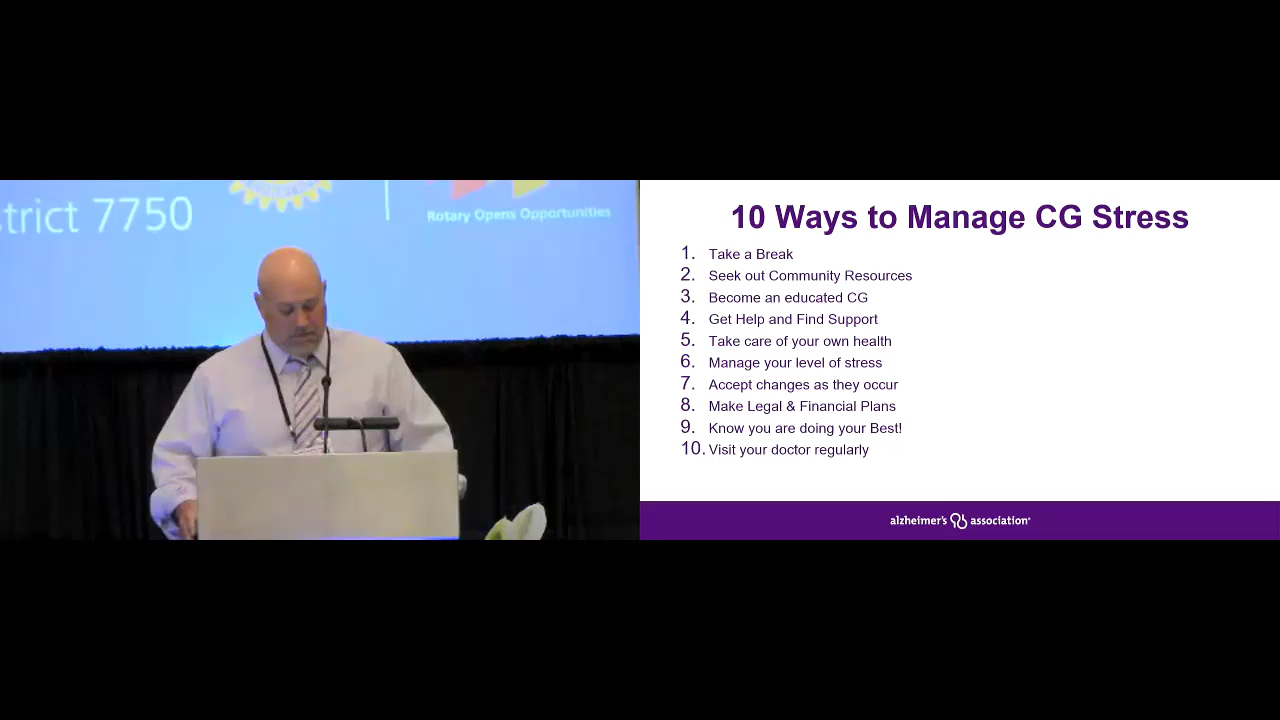 strict 7750
Rotary Opens Opportunities
10 Ways to Manage CG Stress
1. Take a Break
2. Seek out Community Resources
3. Become an educated CG
4. Get Help and Find Support
5. Take care of your own health
6. Manage your level of stress
7. Accept changes as they occur
8. Make Legal & Financial Plans
9. Know you are doing your Best!
10. Visit your doctor regularly
alzheimer's association®